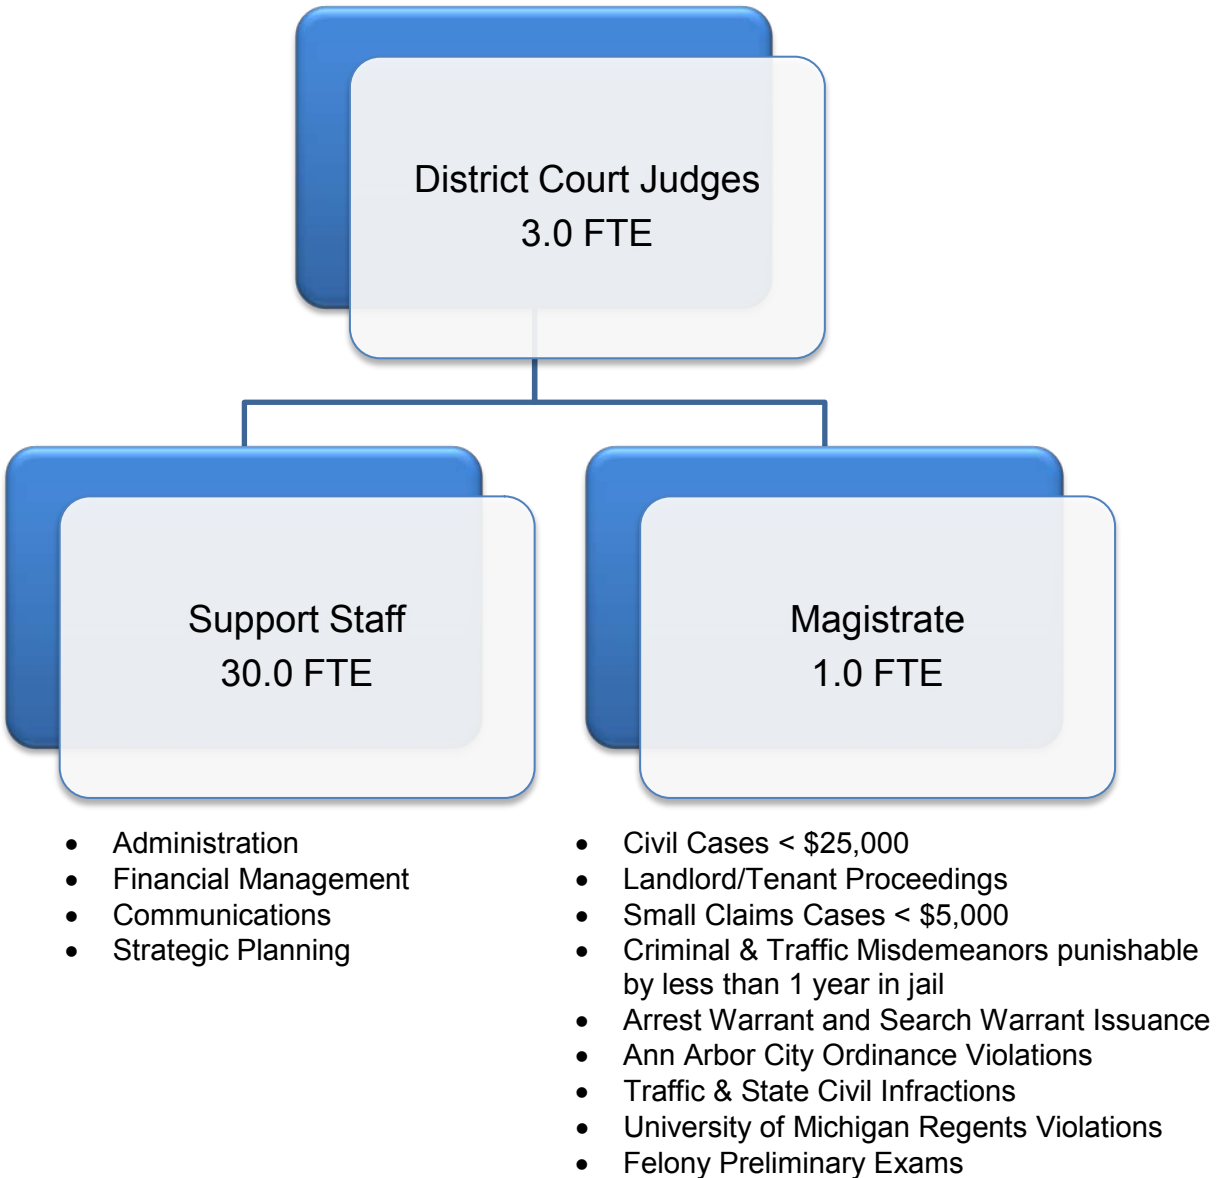 District Court Judges
3.0 FTE
Support Staff
30.0 FTE
Magistrate
1.0 FTE
• Administration
• Financial Management
• Communications
• Strategic Planning
• Civil Cases < $25,000
• Landlord/Tenant Proceedings
• Small Claims Cases < $5,000
• Criminal & Traffic Misdemeanors punishable
by less than 1 year in jail
• Arrest Warrant and Search Warrant Issuance
• Ann Arbor City Ordinance Violations
• Traffic & State Civil Infractions
• University of Michigan Regents Violations
• Felony Preliminary Exams